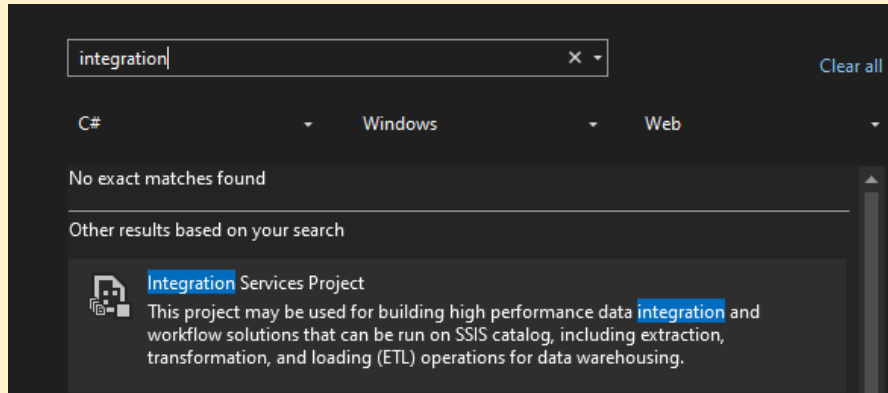 integration
Clear all
C# Windows Web
No exact matches found
Other results based on your search
Integration Services Project
This project may be used for building high performance data integration and
workflow solutions that can be run on SSIS catalog, including extraction,
transformation, and loading (ETL) operations for data warehousing.